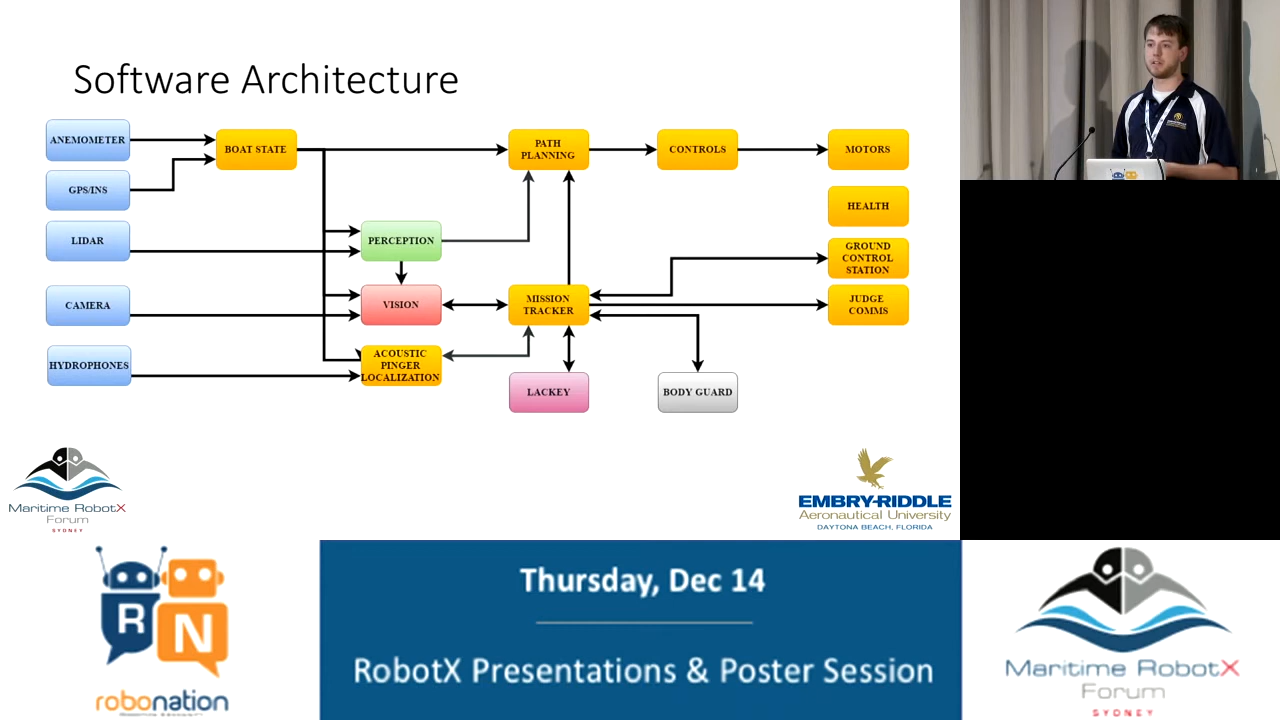 Software Architecture
ANEMOMETER
BOAT STATE
PATH
PLANNING
CONTROLS
MOTORS
GPS/INS
HEALTH
LIDAR
PERCEPTION
GROUND
CONTROL
STATION
CAMERA
VISION
MISSION
TRACKER
JUDGE
COMMS
HYDROPHONES
ACOUSTIC
PINGER
LOCALIZATION
LACKEY
BODY GUARD
Maritime RobotX
Forum
SYDNEY
EMBRY-RIDDLE
Aeronautical University
DAYTONA BEACH, FLORIDA
RN
robonation
Thursday, Dec 14
RobotX Presentations & Poster Session
Maritime RobotX
Forum
SYDNEY